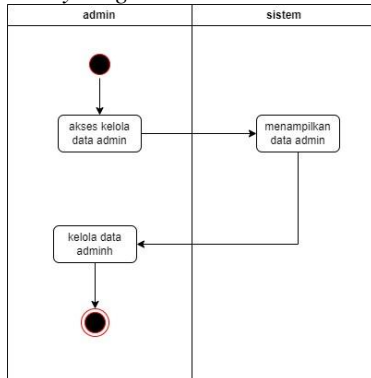 admin
sistem
akses kelola
data admin
menampilkan
data admin
kelola data
adminh